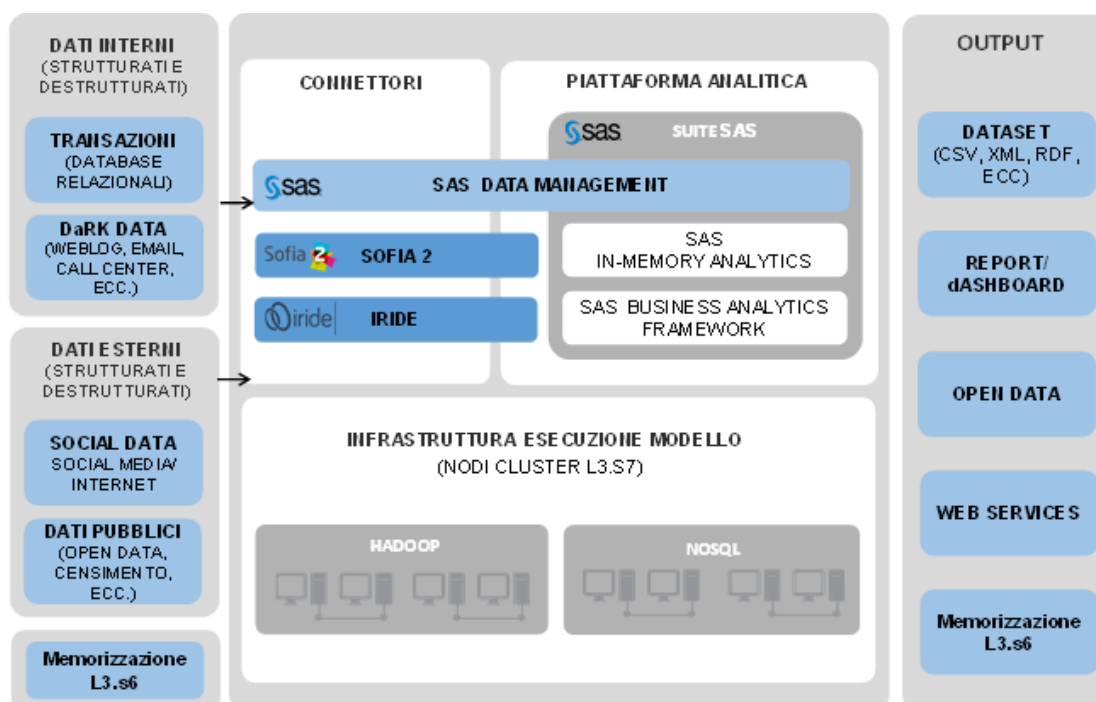 DATI INTERNI
(STRUTTURATI E
DESTRUTTURATI)
TRANSAZIONI
(DATABASE
RELAZIONALI)
DaRK DATA
(WEBLOG, EMAIL,
CALL CENTER,
ECC.)
DATI ESTERNI
(STRUTTURATI E
DESTRUTTURATI)
SOCIAL DATA
SOCIAL MEDIA/
INTERNET
DATI PUBBLICI
(OPEN DATA,
CENSIMENTO,
ECC.)
Memorizzazione
L3.s6
CONNETTORI
PIATTAFORMA ANALITICA
sas SUITE SAS
sas SAS DATA MANAGEMENT
Sofia 2 SOFIA 2
iride IRIDE
SAS
IN-MEMORY ANALYTICS
SAS BUSINESS ANALYTICS
FRAMEWORK
INFRASTRUTTURA ESECUZIONE MODELLO
(NODI CLUSTER L3.S7)
HADOOP
NOSQL
OUTPUT
DATASET
(CSV, XML, RDF,
ECC)
REPORT/
dASHBOARD
OPEN DATA
WEB SERVICES
Memorizzazione
L3.s6